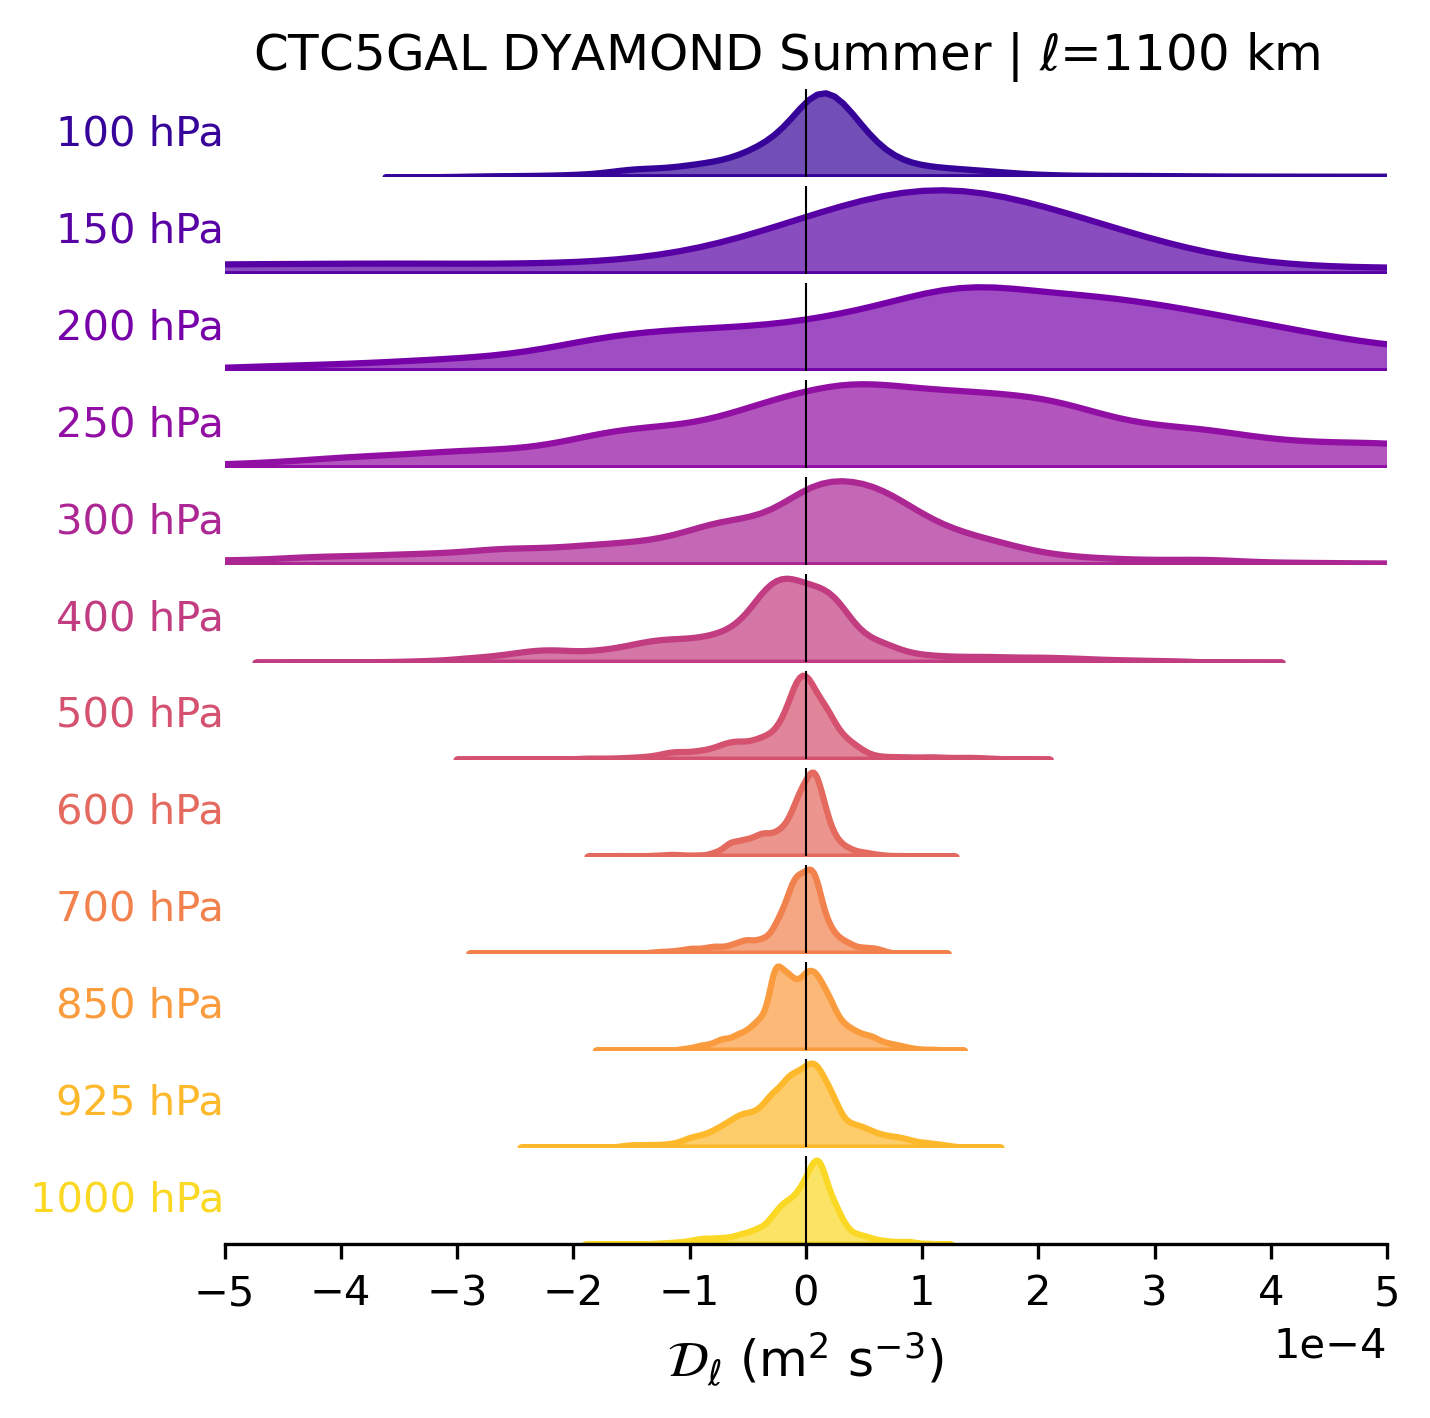 CTC5GAL DYAMOND Summer | ℓ=1100 km
100 hPa
150 hPa
200 hPa
250 hPa
300 hPa
400 hPa
500 hPa
600 hPa
700 hPa
850 hPa
925 hPa
1000 hPa
−5 −4 −3 −2 −1 0 1 2 3 4 5
1e−4
𝒟ℓ (m² s⁻³)